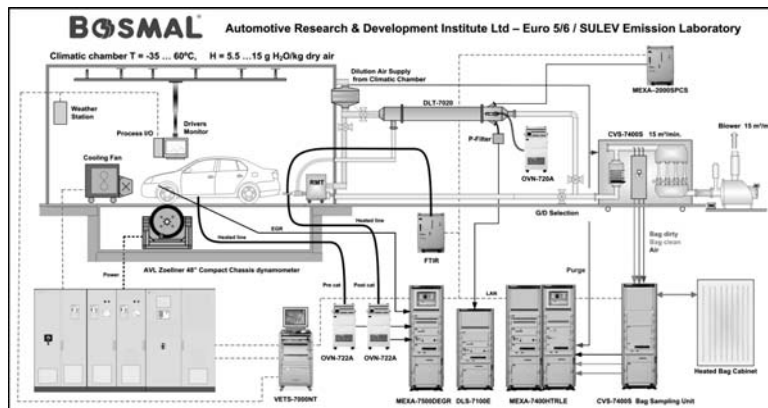 BOSMAL®
Automotive Research & Development Institute Ltd – Euro 5/6 / SULEV Emission Laboratory
Climatic chamber T = -35 ... 60ºC, H = 5.5 ...15 g H₂O/kg dry air
Dilution Air Supply
from Climatic Chamber
DLT-7020
MEXA-2000SPCS
Weather
Station
Drivers
Monitor
Process I/O
P-Filter
CVS-7400S 15 m³/min.
Blower 15 m³/m
Cooling Fan
OVN-720A
RMT
G/D Selection
Heated line
EGR
Heated line
FTIR
Bag dirty
Bag clean
Air
Power
AVL Zoellner 48" Compact Chassis dynamometer
Purge
Pre cat
Post cat
LAN
OVN-722A
OVN-722A
Heated Bag Cabinet
VETS-7000NT
MEXA-7500DEGR
DLS-7100E
MEXA-7400HTRLE
CVS-7400S Bag Sampling Unit